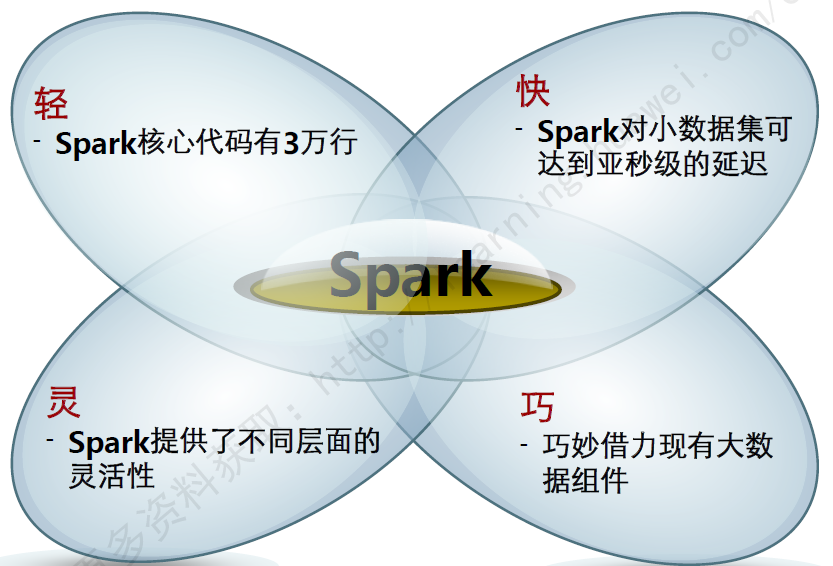 轻
- Spark核心代码有3万行
快
- Spark对小数据集可
达到亚秒级的延迟
Spark
灵
- Spark提供了不同层面的
灵活性
巧
- 巧妙借力现有大数
据组件
多资料获取：http://learning.huawei.com/